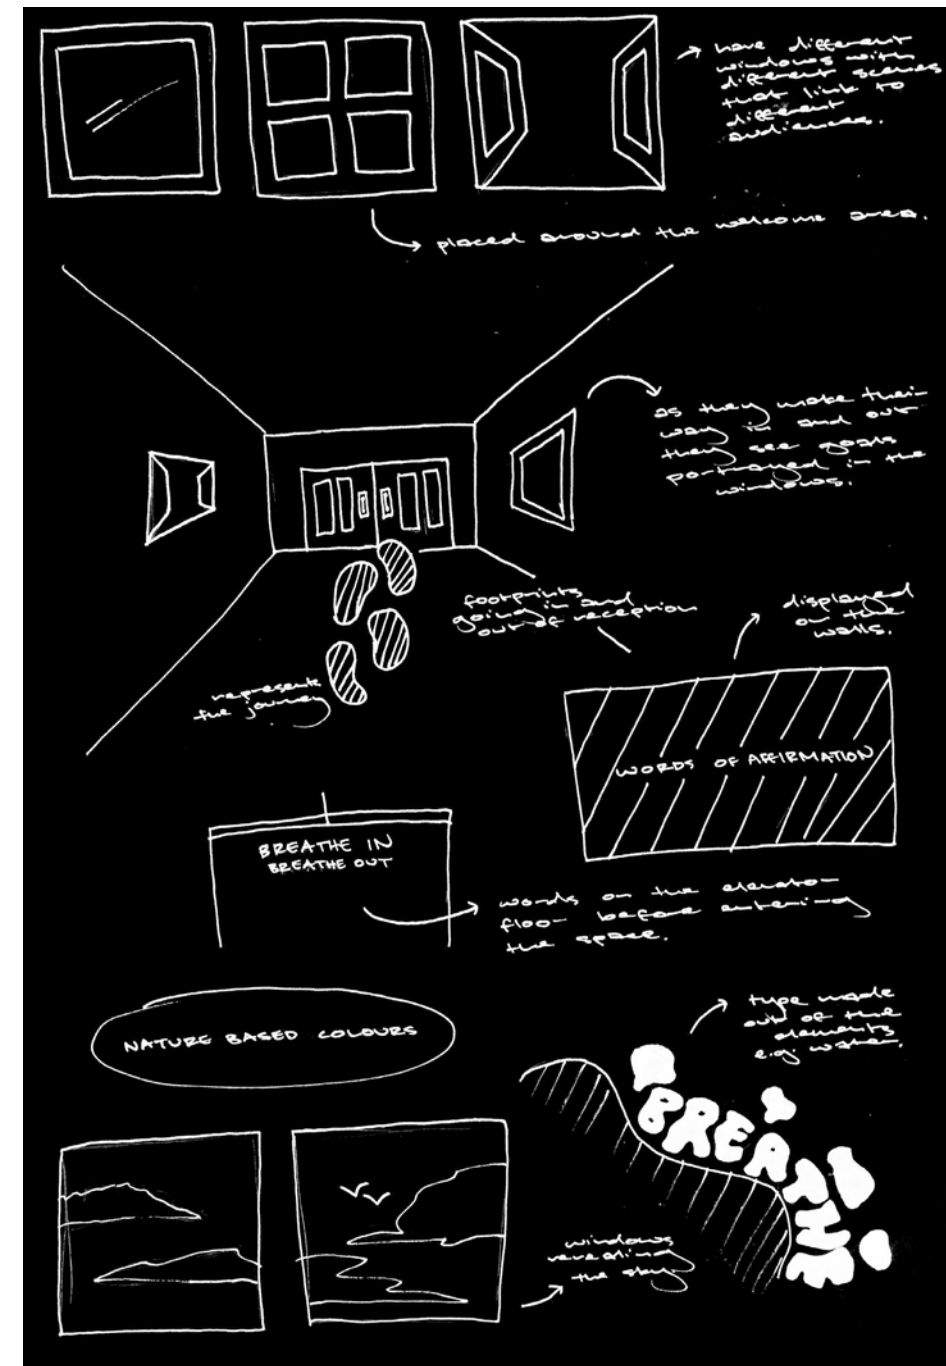 have different
windows with
different scenes
that link to
different
audiences.
placed around the welcome area.
as they make their
way in and out
they see goals
portrayed in the
windows.
footprints
going in and
out of reception
displayed
on the
walls.
represents
the journey
WORDS OF AFFIRMATION
BREATHE IN
BREATHE OUT
words on the elevator
floor before entering
the space.
NATURE BASED COLOURS
type made
out of the
elements
e.g. water.
BREATHE
windows
revealing
the sky.